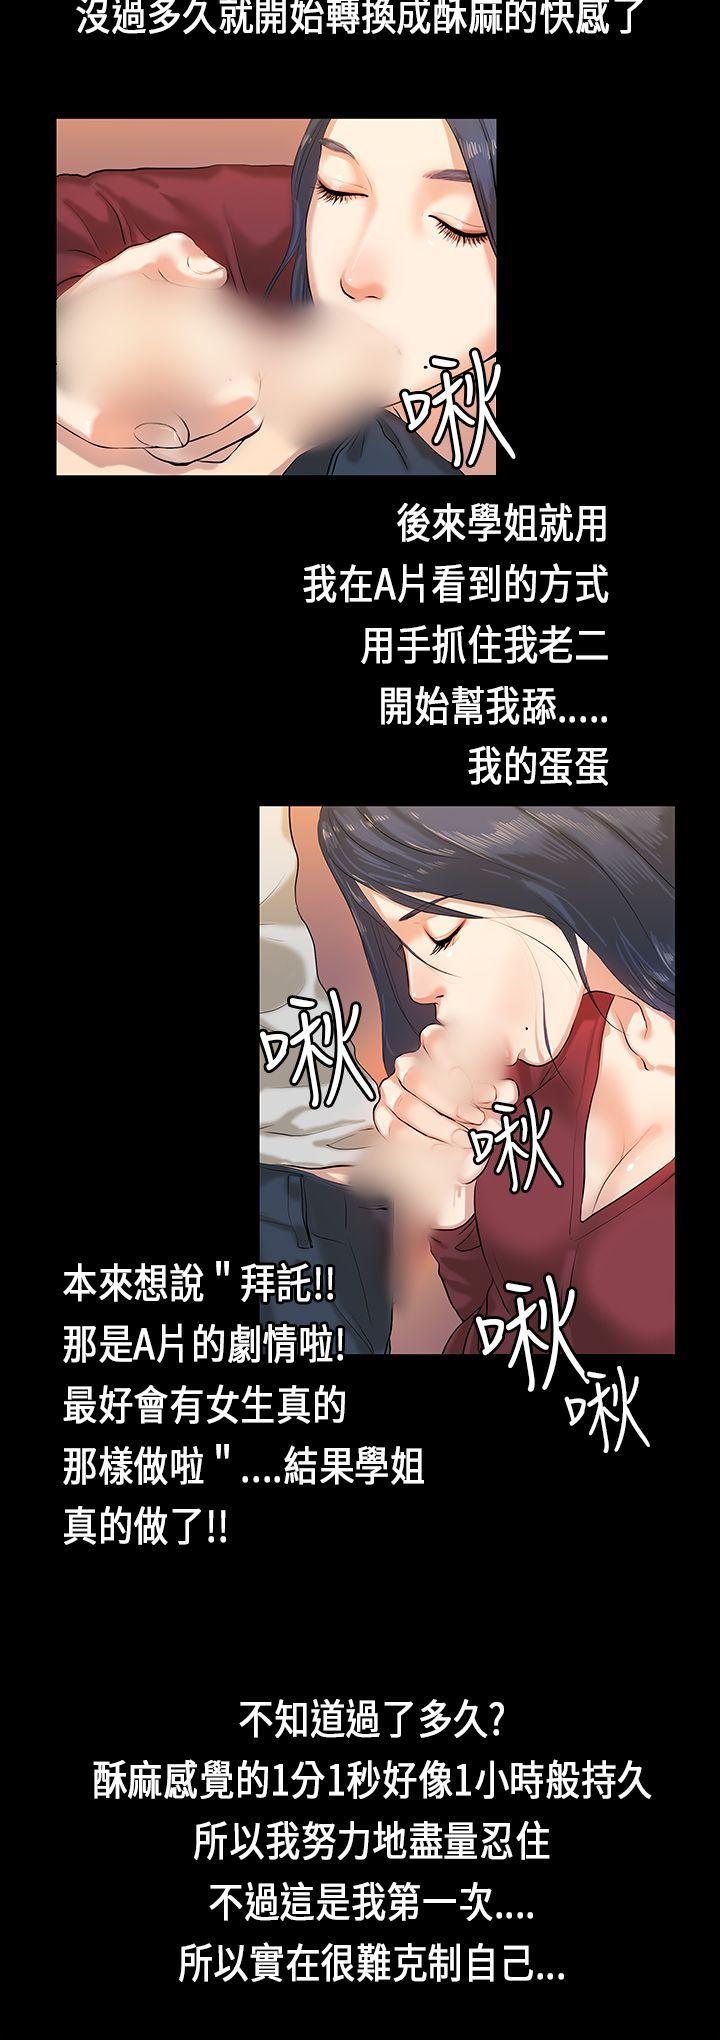 沒過多久就開始轉換成酥麻的快感了
啾
後來學姐就用
我在A片看到的方式
用手抓住我老二
開始幫我舔.....
我的蛋蛋
啾
啾
本來想說＂拜託!!
那是A片的劇情啦!
最好會有女生真的
那樣做啦＂....結果學姐
真的做了!!
啾
啾
不知道過了多久?
酥麻感覺的1分1秒好像1小時般持久
所以我努力地盡量忍住
不過這是我第一次....
所以實在很難克制自己...